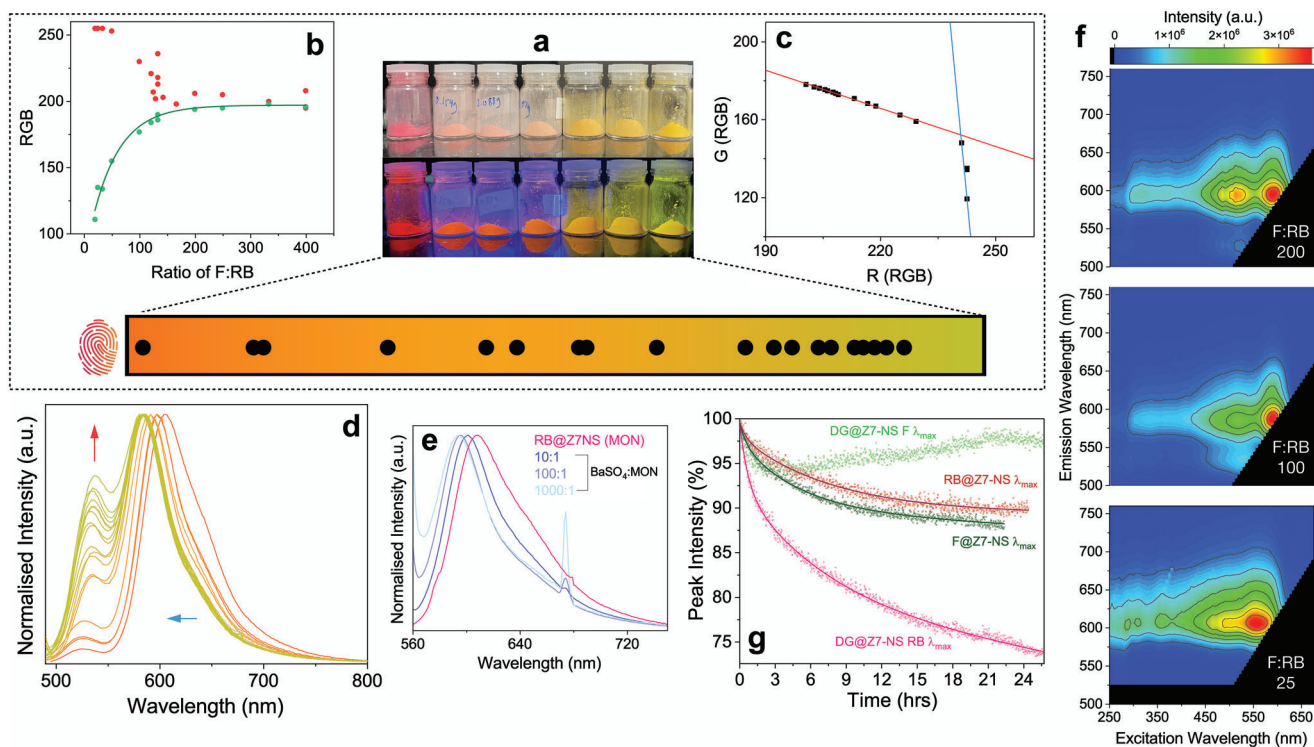 b
RGB
250
200
150
100
0
100
200
300
400
Ratio of F:RB
a
c
G (RGB)
200
180
160
140
120
190
220
250
R (RGB)
Intensity (a.u.)
0
1×10⁶
2×10⁶
3×10⁶
f
750
700
650
600
550
500
F:RB
200
Emission Wavelength (nm)
750
700
650
600
550
500
F:RB
100
750
700
650
600
550
500
F:RB
25
250
350
450
550
650
Excitation Wavelength (nm)
d
Normalised Intensity (a.u.)
500
600
700
800
Wavelength (nm)
e
Normalised Intensity (a.u.)
RB@Z7NS (MON)
10:1
100:1
1000:1
BaSO₄:MON
560
640
720
Wavelength (nm)
g
Peak Intensity (%)
100
95
90
85
80
75
DG@Z7-NS F λmax
RB@Z7-NS λmax
F@Z7-NS λmax
DG@Z7-NS RB λmax
0
3
6
9
12
15
18
21
24
Time (hrs)